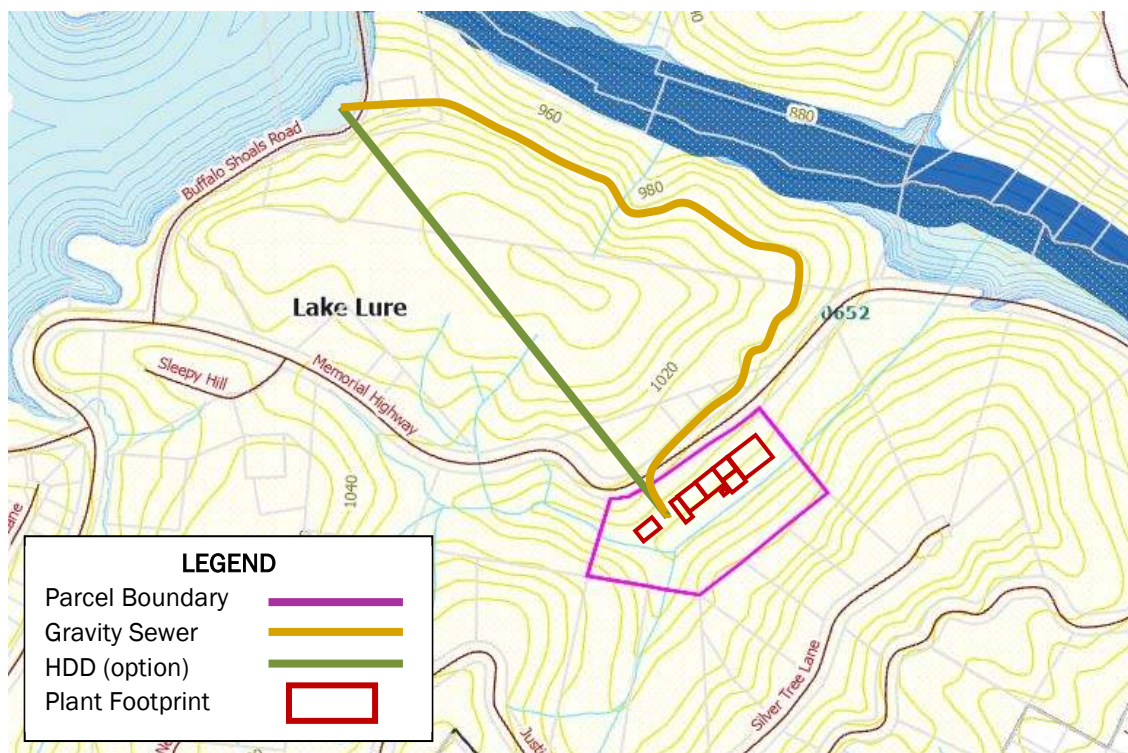 960
880
980
Buffalo Shoals Road
Lake Lure
0652
Sleepy Hill
Memorial Highway
1020
1040
Silver Tree Lane
LEGEND
Parcel Boundary
Gravity Sewer
HDD (option)
Plant Footprint